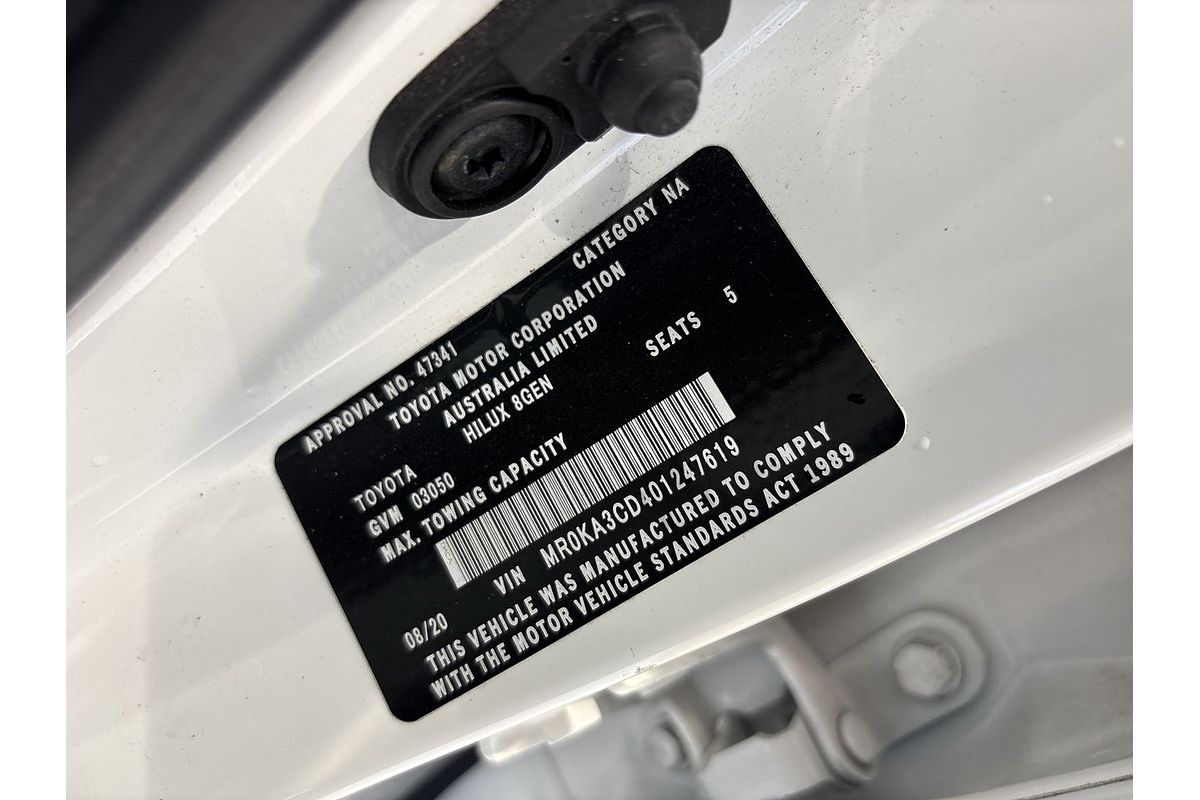 APPROVAL NO. 47341 CATEGORY NA
TOYOTA MOTOR CORPORATION
AUSTRALIA LIMITED
TOYOTA HILUX 8GEN
GVM 03050 SEATS 5
MAX. TOWING CAPACITY
08/20 VIN MR0KA3CD401247619
THIS VEHICLE WAS MANUFACTURED TO COMPLY
WITH THE MOTOR VEHICLE STANDARDS ACT 1989